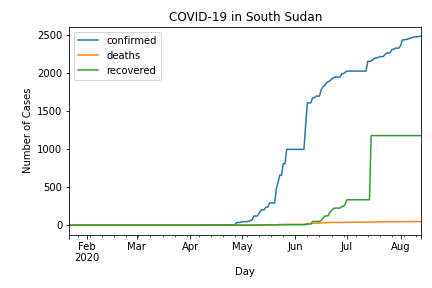 COVID-19 in South Sudan
confirmed
deaths
recovered
2500
2000
1500
1000
500
0
Number of Cases
Feb Mar Apr May Jun Jul Aug
2020
Day